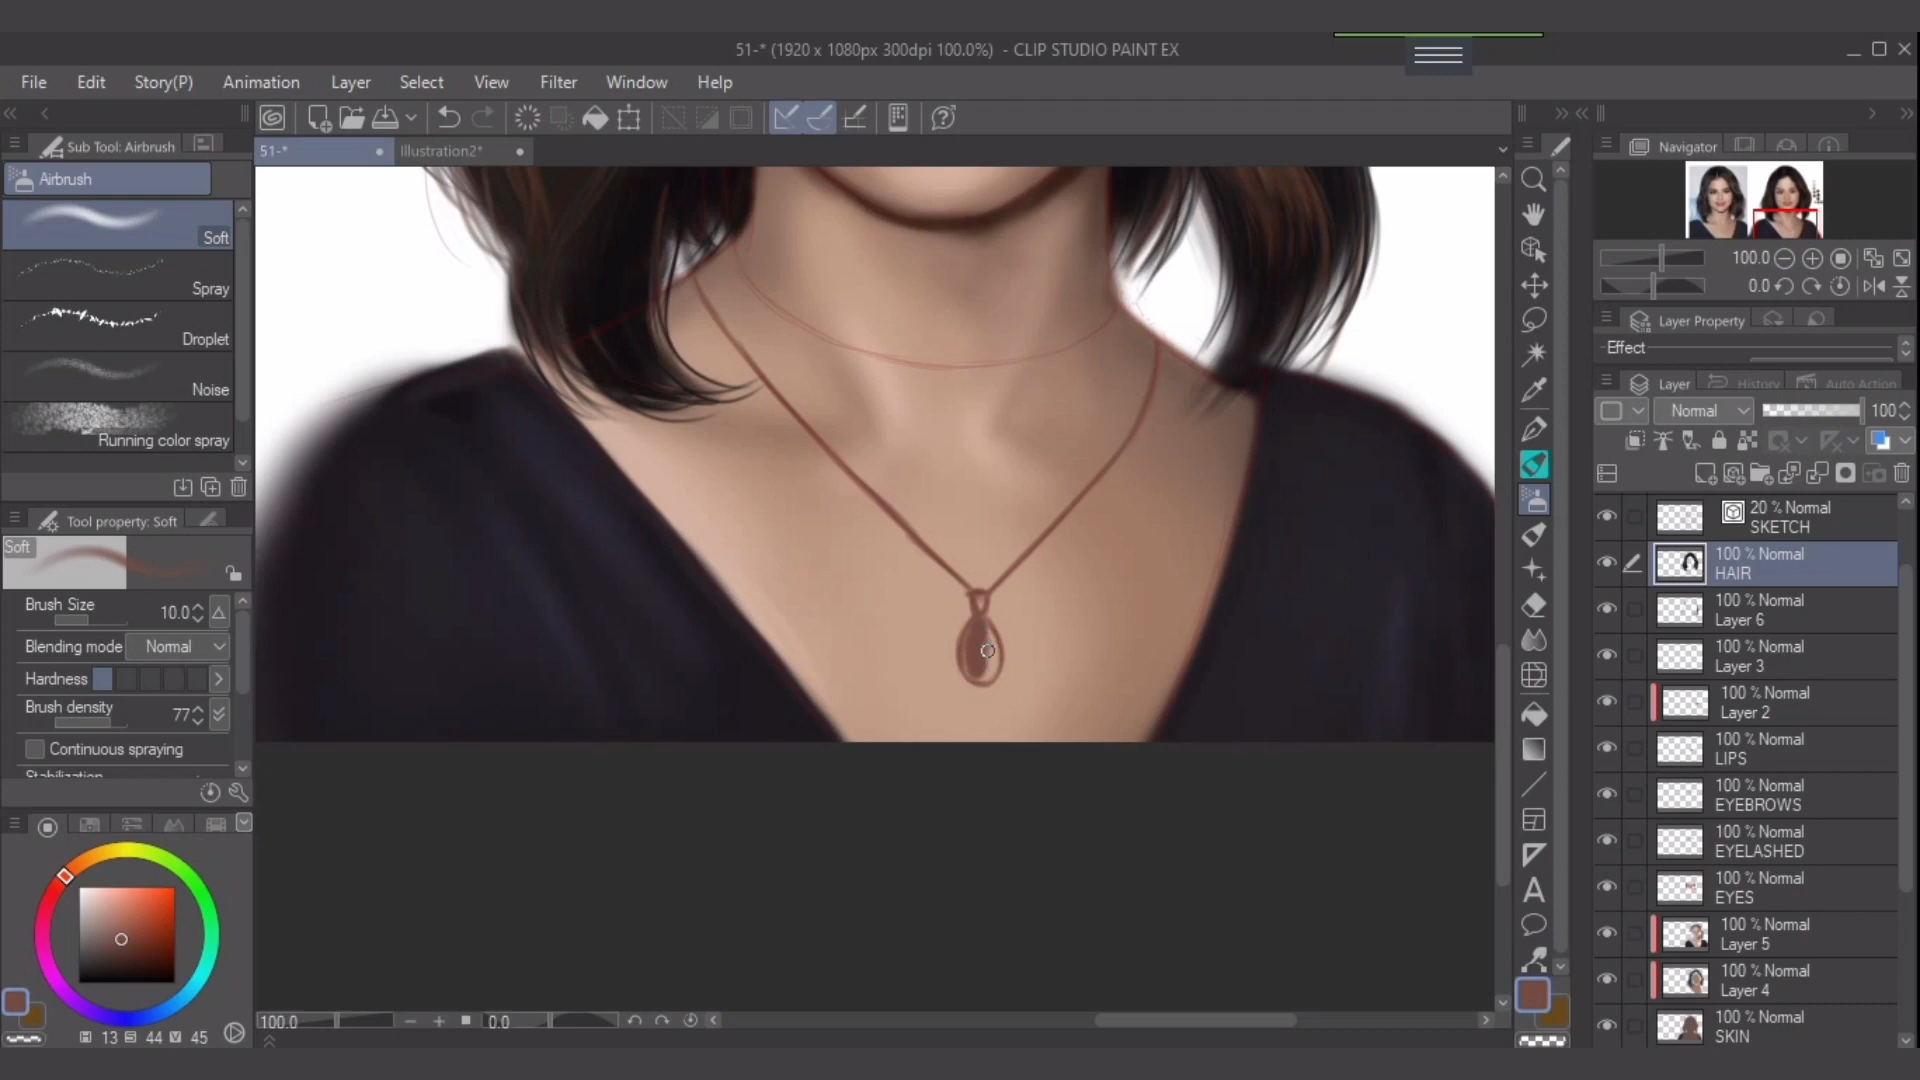 51-* (1920 x 1080px 300dpi 100.0%) - CLIP STUDIO PAINT EX
File Edit Story(P) Animation Layer Select View Filter Window Help
Sub Tool: Airbrush
51-*
Illustration2*
Airbrush
Soft
Spray
Droplet
Noise
Running color spray
Tool property: Soft
Soft
Brush Size 10.0
Blending mode Normal
Hardness
Brush density 77
Continuous spraying
Stabilization
13 44 45
100.0
0.0
Navigator
100.0
0.0
Layer Property
Effect
Layer History Auto Action
Normal 100
20 % Normal
SKETCH
100 % Normal
HAIR
100 % Normal
Layer 6
100 % Normal
Layer 3
100 % Normal
Layer 2
100 % Normal
LIPS
100 % Normal
EYEBROWS
100 % Normal
EYELASHED
100 % Normal
EYES
100 % Normal
Layer 5
100 % Normal
Layer 4
100 % Normal
SKIN